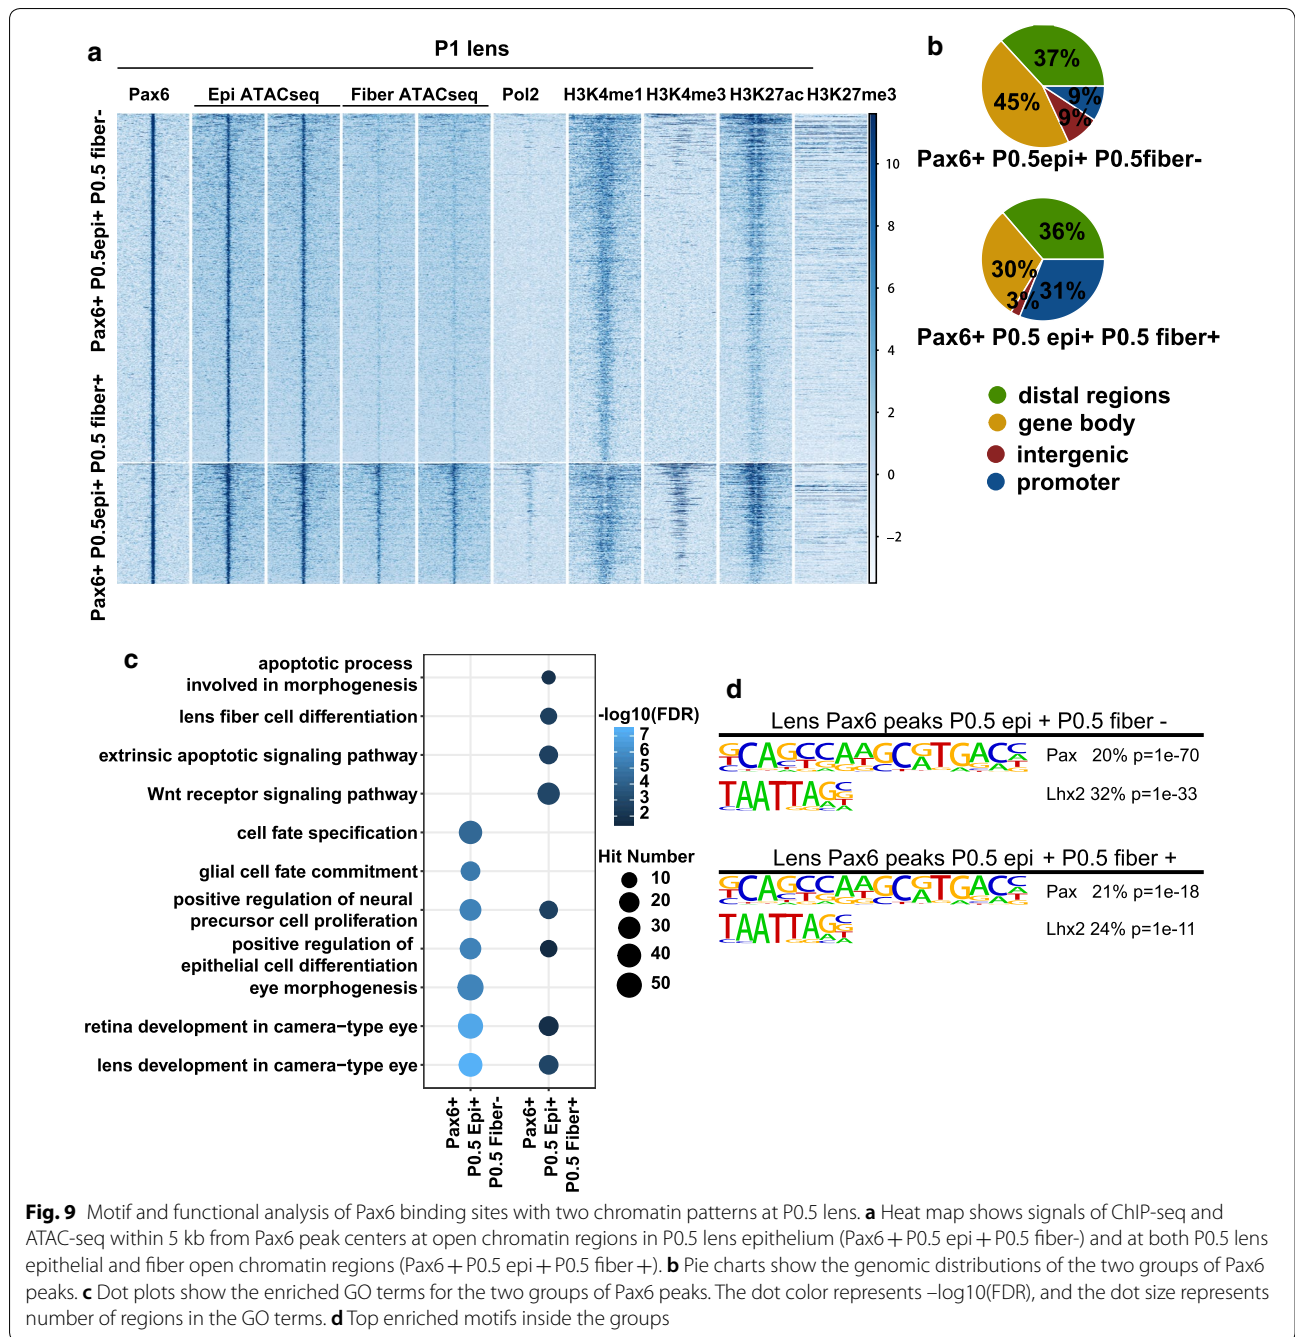 a
P1 lens
Pax6 Epi ATACseq Fiber ATACseq Pol2 H3K4me1 H3K4me3 H3K27ac H3K27me3
Pax6+ P0.5epi+ P0.5 fiber-
Pax6+ P0.5epi+ P0.5 fiber+
10
8
6
4
2
0
−2
b
37%
45%
9%
9%
Pax6+ P0.5epi+ P0.5fiber-
36%
30%
3%
31%
Pax6+ P0.5 epi+ P0.5 fiber+
distal regions
gene body
intergenic
promoter
c
apoptotic process
involved in morphogenesis
lens fiber cell differentiation
extrinsic apoptotic signaling pathway
Wnt receptor signaling pathway
cell fate specification
glial cell fate commitment
positive regulation of neural
precursor cell proliferation
positive regulation of
epithelial cell differentiation
eye morphogenesis
retina development in camera−type eye
lens development in camera−type eye
Pax6+
P0.5 Epi+
P0.5 Fiber-
Pax6+
P0.5 Epi+
P0.5 Fiber+
-log10(FDR)
7
6
5
4
3
2
Hit Number
10
20
30
40
50
d
Lens Pax6 peaks P0.5 epi + P0.5 fiber -
Pax 20% p=1e-70
TAATTAG
Lhx2 32% p=1e-33
Lens Pax6 peaks P0.5 epi + P0.5 fiber +
Pax 21% p=1e-18
TAATTAG
Lhx2 24% p=1e-11
Fig. 9 Motif and functional analysis of Pax6 binding sites with two chromatin patterns at P0.5 lens. a Heat map shows signals of ChIP-seq and
ATAC-seq within 5 kb from Pax6 peak centers at open chromatin regions in P0.5 lens epithelium (Pax6 + P0.5 epi + P0.5 fiber-) and at both P0.5 lens
epithelial and fiber open chromatin regions (Pax6 + P0.5 epi + P0.5 fiber +). b Pie charts show the genomic distributions of the two groups of Pax6
peaks. c Dot plots show the enriched GO terms for the two groups of Pax6 peaks. The dot color represents –log10(FDR), and the dot size represents
number of regions in the GO terms. d Top enriched motifs inside the groups